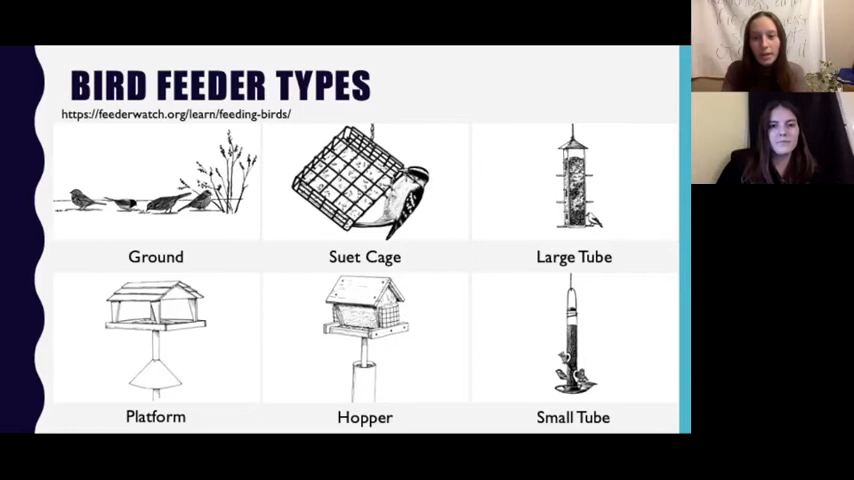 BIRD FEEDER TYPES
https://feederwatch.org/learn/feeding-birds/
Ground
Suet Cage
Large Tube
Platform
Hopper
Small Tube